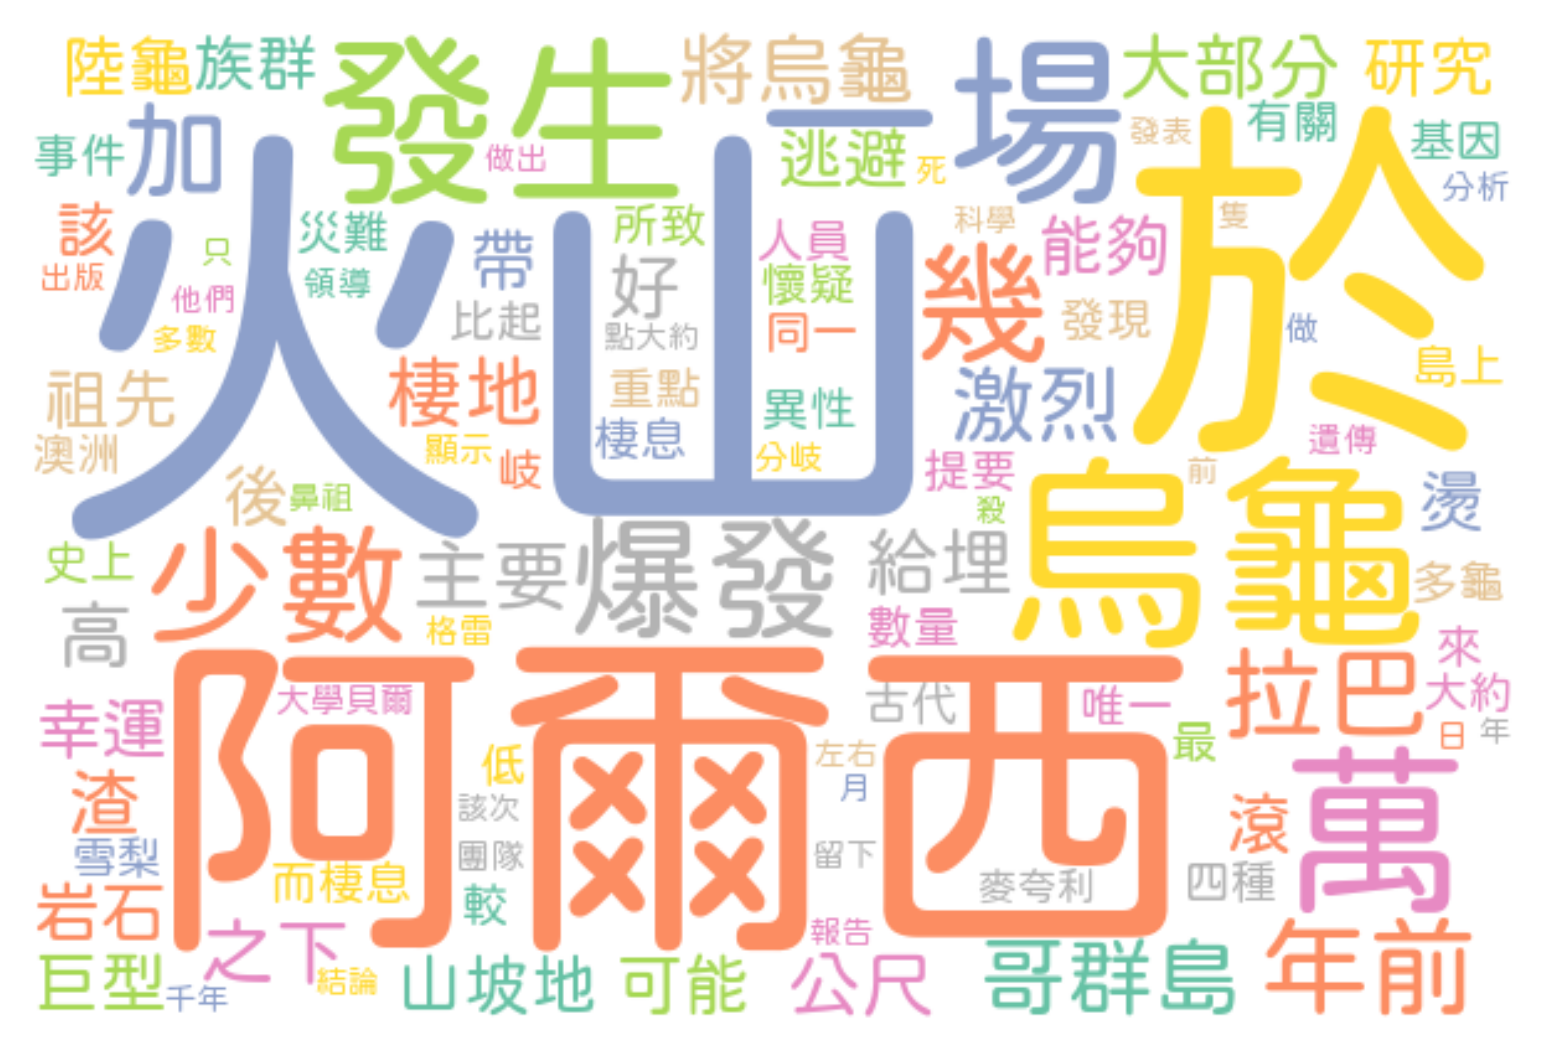 陸龜 族群 發生 將烏龜 一場 大部分 研究
事件 加 做出 逃避 死 發表 有關 基因
分析
火山 於
該 只 災難 帶 所致 人員 科學 能夠 隻
出版 他們 領導 好 懷疑 幾
多數 比起 點大約 同一 發現 做 島上
祖先 棲地 重點 異性 激烈
澳洲 顯示 岐 棲息 分岐 提要 遺傳
後 鼻祖 殺 前 燙
烏龜
史上 少數 主要 爆發 給埋 多龜
高 格雷 數量 來
阿爾西
幸運 大學貝爾 古代 唯一 拉巴 大約
低 左右 最 日 年
渣 該次 月 滾 萬
雪梨 團隊 留下
岩石 而棲息 較 麥夸利 四種
之下 報告 年前
巨型 千年 結論 山坡地 可能 公尺 哥群島